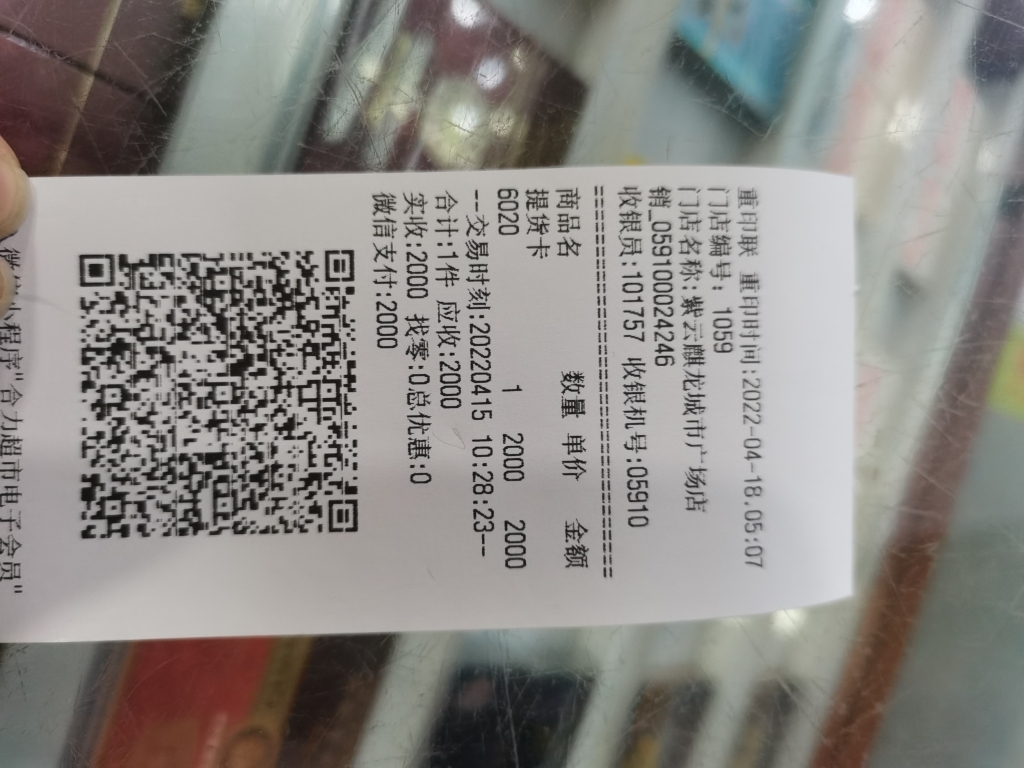 重印联 重印时间:2022-04-18.05:07
门店编号: 1059
门店名称:紫云麒龙城市广场店
销_059100024246
收银员:101757 收银机号:05910
================================
商品名 数量 单价 金额
提货卡
6020 1 2000 2000
--交易时刻:20220415 10:28:23--
合计:1件 应收:2000
实收:2000 找零:0总优惠:0
微信支付:2000
微信小程序"合力超市电子会员"